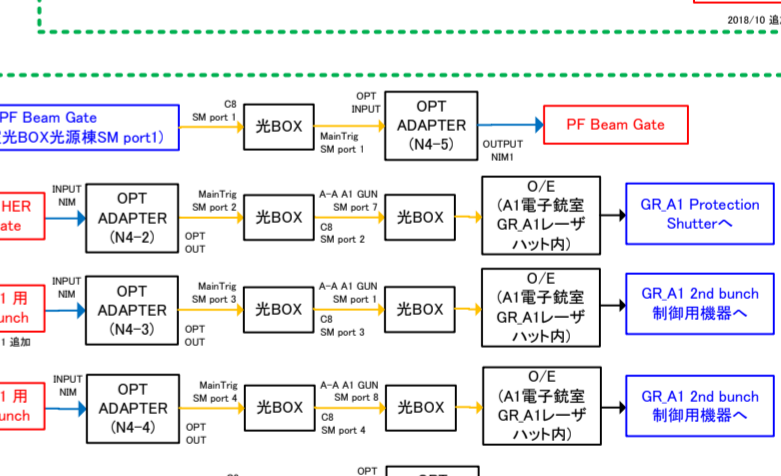 2018/10 追
PF Beam Gate
光BOX光源棟SM port1)
C8
SM port 1
光BOX
MainTrig
SM port 1
OPT
INPUT
OPT
ADAPTER
(N4-5)
OUTPUT
NIM1
PF Beam Gate
HER
ate
INPUT
NIM
OPT
ADAPTER
(N4-2)
MainTrig
SM port 2
OPT
OUT
光BOX
A-A A1 GUN
SM port 7
C8
SM port 2
光BOX
O/E
(A1電子銃室
GR_A1レーザ
ハット内)
GR_A1 Protection
Shutterへ
1 用
unch
1 追加
INPUT
NIM
OPT
ADAPTER
(N4-3)
MainTrig
SM port 3
OPT
OUT
光BOX
A-A A1 GUN
SM port 1
C8
SM port 3
光BOX
O/E
(A1電子銃室
GR_A1レーザ
ハット内)
GR_A1 2nd bunch
制御用機器へ
1 用
unch
INPUT
NIM
OPT
ADAPTER
(N4-4)
MainTrig
SM port 4
OPT
OUT
光BOX
A-A A1 GUN
SM port 8
C8
SM port 4
光BOX
O/E
(A1電子銃室
GR_A1レーザ
ハット内)
GR_A1 2nd bunch
制御用機器へ
OPT